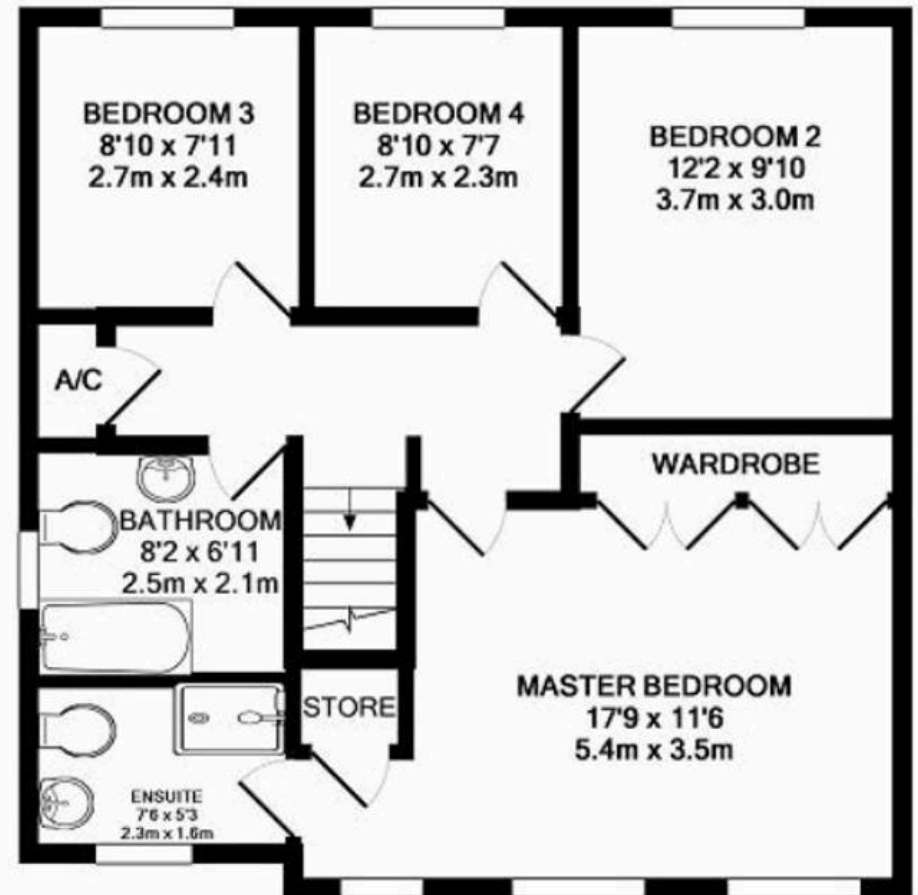 BEDROOM 3
8'10 x 7'11
2.7m x 2.4m
BEDROOM 4
8'10 x 7'7
2.7m x 2.3m
BEDROOM 2
12'2 x 9'10
3.7m x 3.0m
A/C
WARDROBE
BATHROOM
8'2 x 6'11
2.5m x 2.1m
STORE
MASTER BEDROOM
17'9 x 11'6
5.4m x 3.5m
ENSUITE
7'6 x 5'3
2.3m x 1.6m